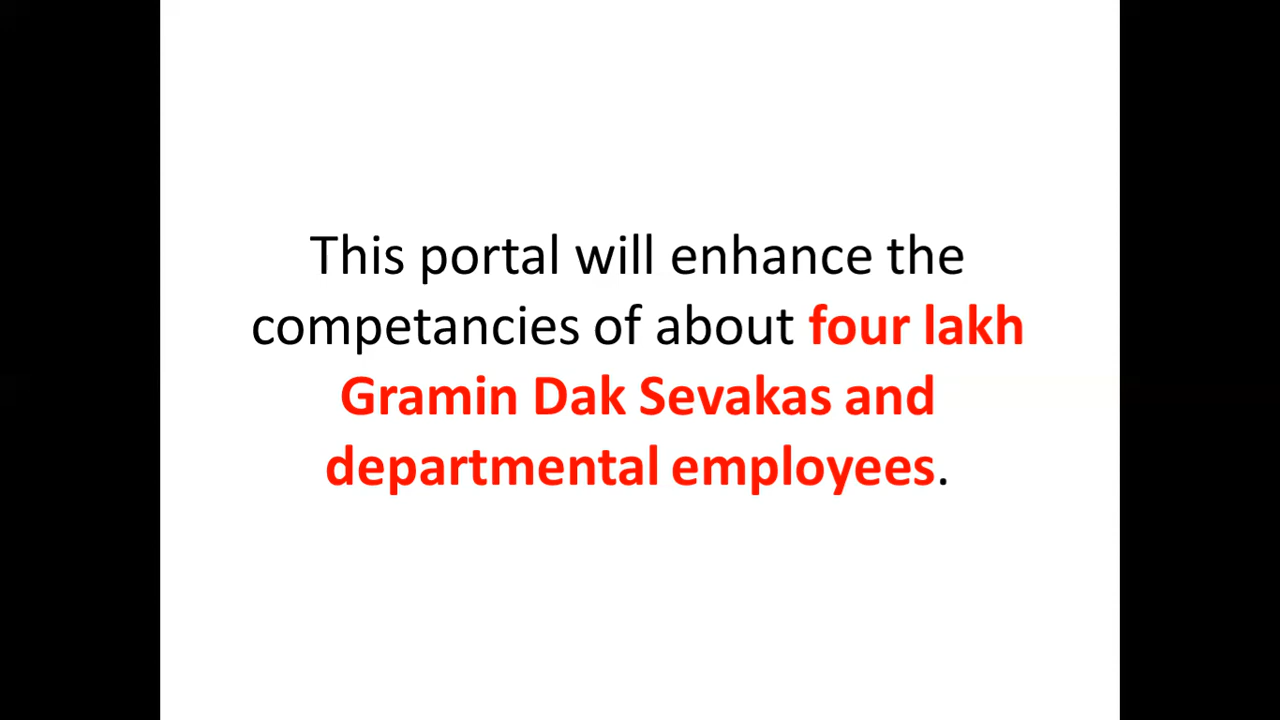 This portal will enhance the
competancies of about four lakh
Gramin Dak Sevakas and
departmental employees.